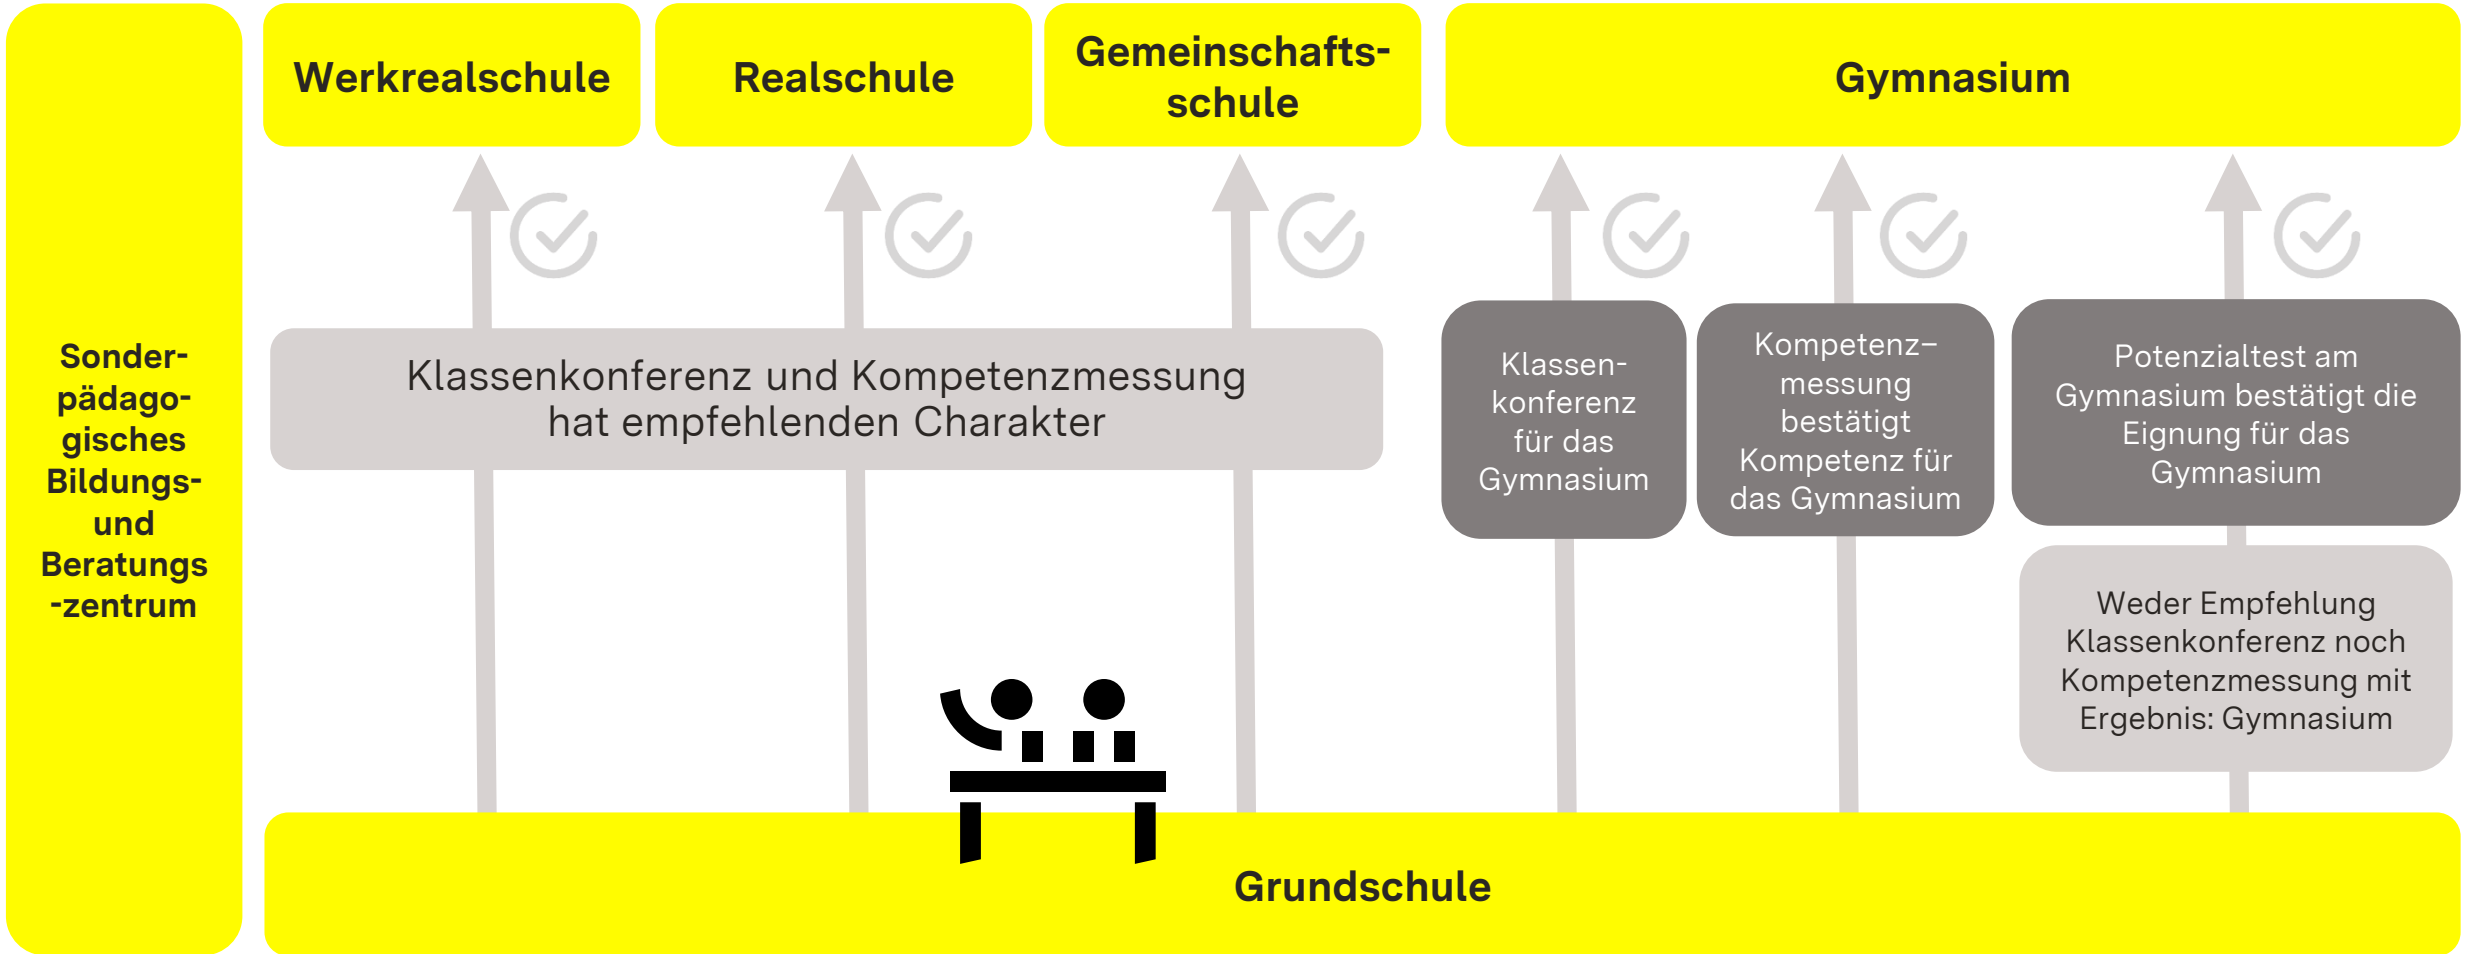 Sonder-
pädago-
gisches
Bildungs-
und
Beratungs
-zentrum
Werkrealschule
Realschule
Gemeinschafts-
schule
Gymnasium
Klassenkonferenz und Kompetenzmessung
hat empfehlenden Charakter
Klassen-
konferenz
für das
Gymnasium
Kompetenz–
messung
bestätigt
Kompetenz für
das Gymnasium
Potenzialtest am
Gymnasium bestätigt die
Eignung für das
Gymnasium
Weder Empfehlung
Klassenkonferenz noch
Kompetenzmessung mit
Ergebnis: Gymnasium
Grundschule